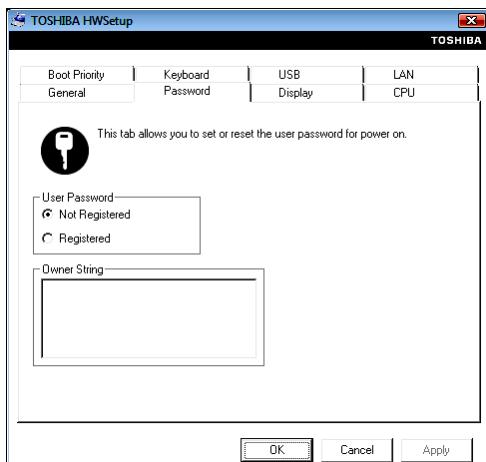 TOSHIBA HWSetup
TOSHIBA
Boot Priority Keyboard USB LAN
General Password Display CPU
This tab allows you to set or reset the user password for power on.
User Password
Not Registered
Registered
Owner String
OK Cancel Apply